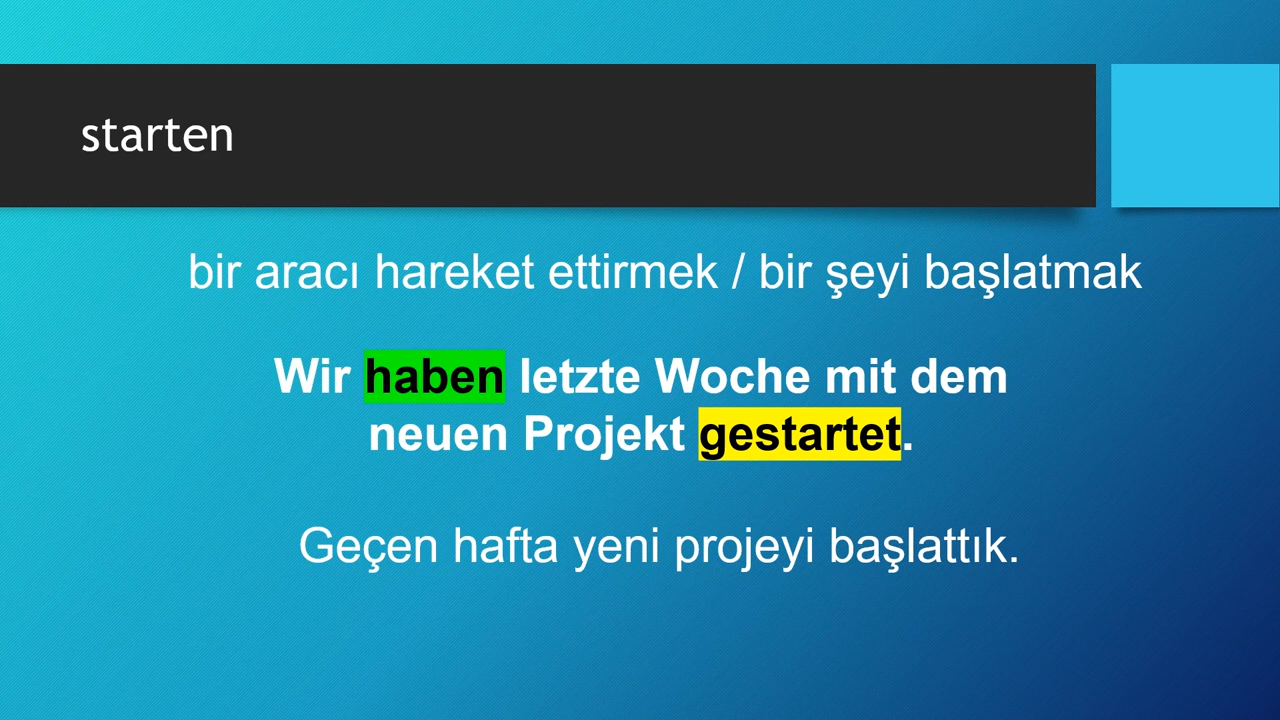 starten
bir aracı hareket ettirmek / bir şeyi başlatmak
Wir haben letzte Woche mit dem
neuen Projekt gestartet.
Geçen hafta yeni projeyi başlattık.